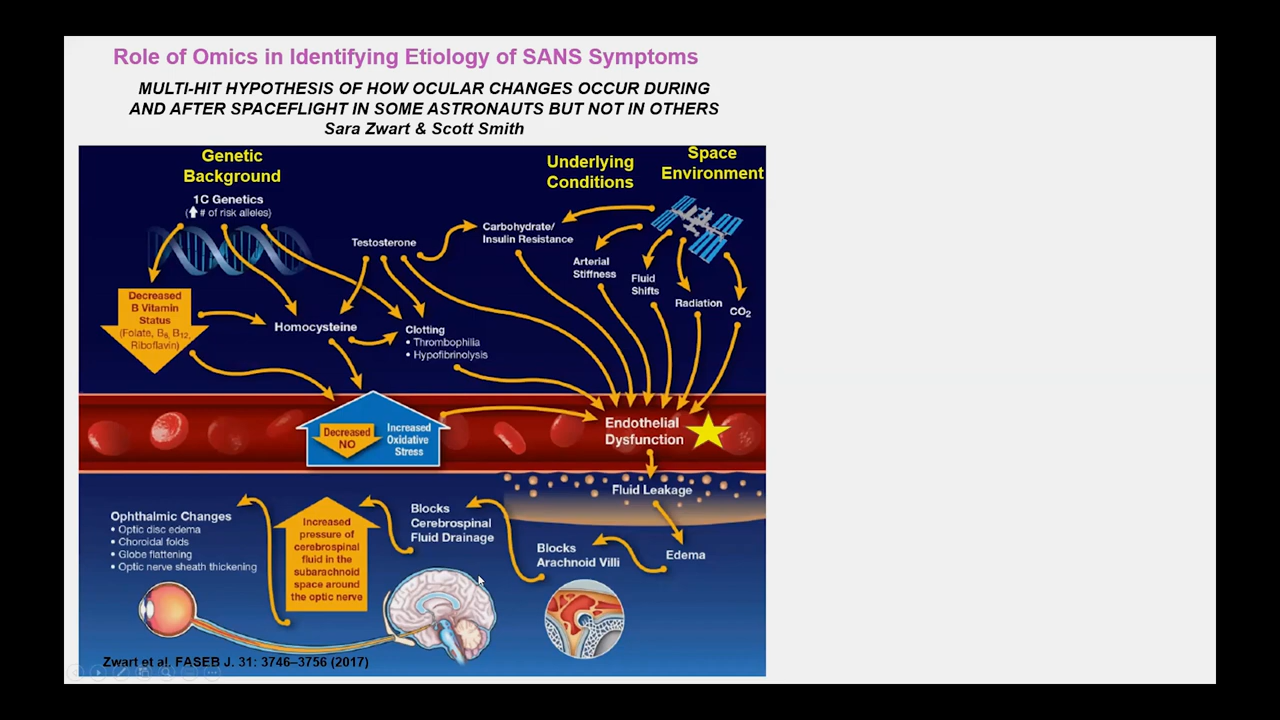 Role of Omics in Identifying Etiology of SANS Symptoms
MULTI-HIT HYPOTHESIS OF HOW OCULAR CHANGES OCCUR DURING
AND AFTER SPACEFLIGHT IN SOME ASTRONAUTS BUT NOT IN OTHERS
Sara Zwart & Scott Smith
Genetic
Background
Underlying
Conditions
Space
Environment
1C Genetics
(⬆ # of risk alleles)
Testosterone
Carbohydrate/
Insulin Resistance
Arterial
Stiffness
Fluid
Shifts
Radiation
CO₂
Decreased
B Vitamin
Status
(Folate, B₆, B₁₂,
Riboflavin)
Homocysteine
Clotting
• Thrombophilia
• Hypofibrinolysis
Decreased
NO
Increased
Oxidative
Stress
Endothelial
Dysfunction
Fluid Leakage
Edema
Blocks
Arachnoid Villi
Blocks
Cerebrospinal
Fluid Drainage
Increased
pressure of
cerebrospinal
fluid in the
subarachnoid
space around
the optic nerve
Ophthalmic Changes
• Optic disc edema
• Choroidal folds
• Globe flattening
• Optic nerve sheath thickening
Zwart et al. FASEB J. 31: 3746–3756 (2017)